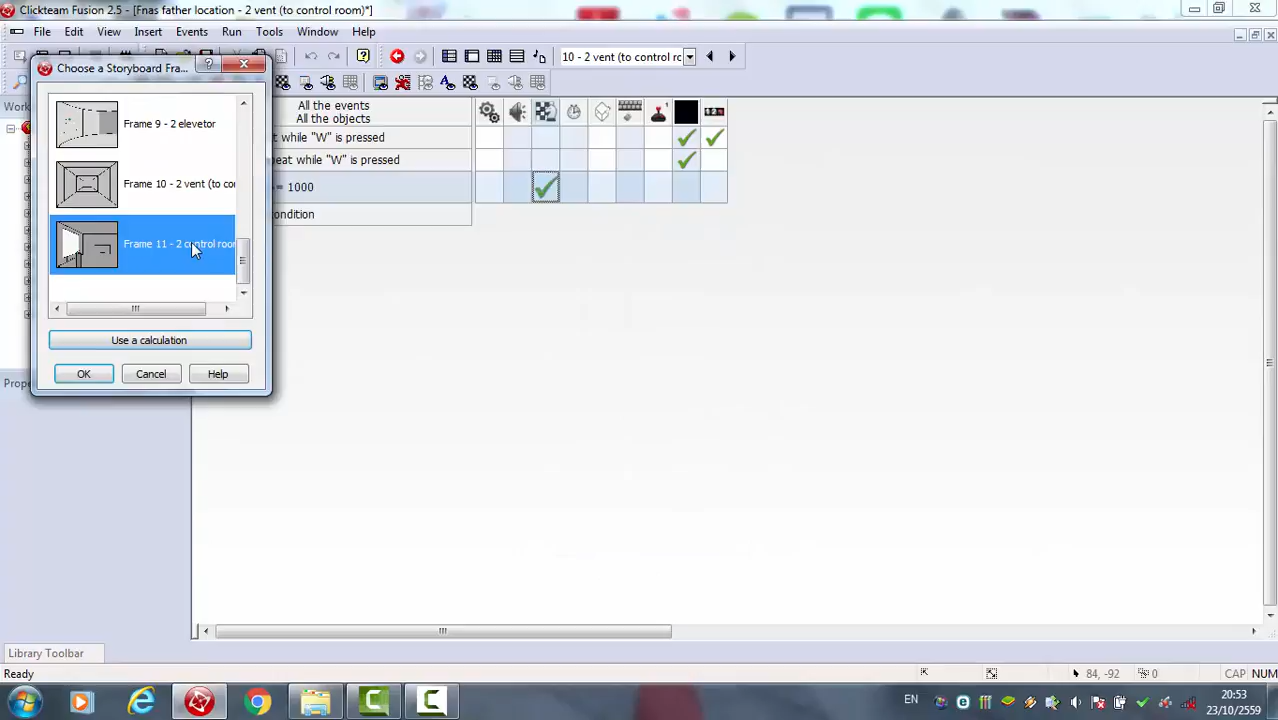 Clickteam Fusion 2.5 - [Fnas father location - 2 vent (to control room)*]
File Edit View Insert Events Run Tools Window Help
10 - 2 vent (to control rc
Choose a Storyboard Fra...
Frame 9 - 2 elevetor
Frame 10 - 2 vent (to co
Frame 11 - 2 control roor
Use a calculation
OK Cancel Help
All the events
All the objects
t while "W" is pressed
eat while "W" is pressed
= 1000
ondition
Work
Prope
Library Toolbar
Ready
84, -92
0
CAP NUM
EN
20:53
23/10/2559